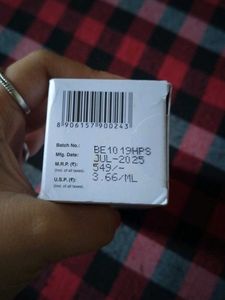 8 906157 900243
Batch No.: BE1019HPS
Mfg. Date: JUL-2025
M.R.P. (₹): 549/-
(incl. of all taxes)
U.S.P. (₹): 3.66/ML
(incl. of all taxes)